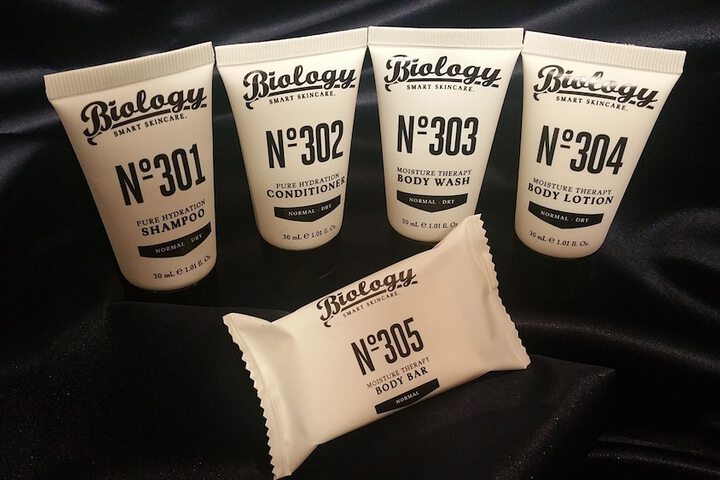 Biology
SMART SKINCARE.
Nº301
PURE HYDRATION
SHAMPOO
NORMAL · DRY
30 mL ℮ 1.01 fl. Oz.
Biology
SMART SKINCARE.
Nº302
PURE HYDRATION
CONDITIONER
NORMAL · DRY
30 mL ℮ 1.01 fl. Oz.
Biology
SMART SKINCARE.
Nº303
MOISTURE THERAPY
BODY WASH
NORMAL · DRY
30 mL ℮ 1.01 fl. Oz.
Biology
SMART SKINCARE.
Nº304
MOISTURE THERAPY
BODY LOTION
NORMAL · DRY
30 mL ℮ 1.01 fl. Oz.
Biology
SMART SKINCARE.
Nº305
MOISTURE THERAPY
BODY BAR
NORMAL